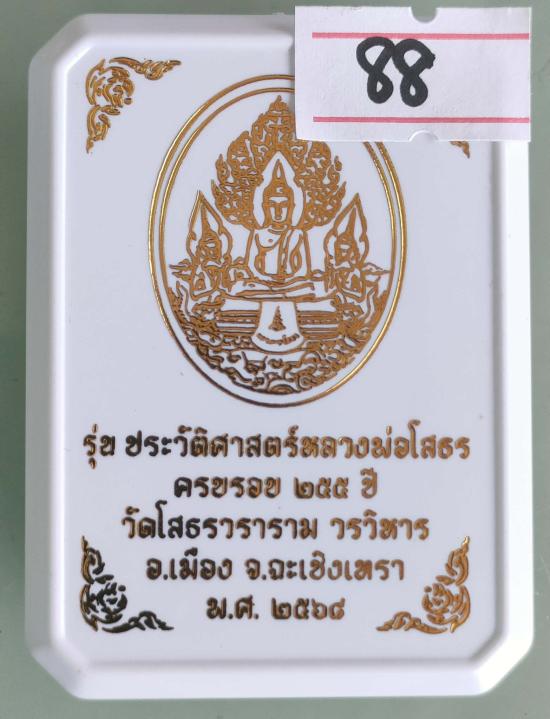 88
รุ่น ประวัติศาสตร์หลวงพ่อโสธร
ครบรอบ ๒๕๕ ปี
วัดโสธรวราราม วรวิหาร
อ.เมือง จ.ฉะเชิงเทรา
พ.ศ. ๒๕๖๘